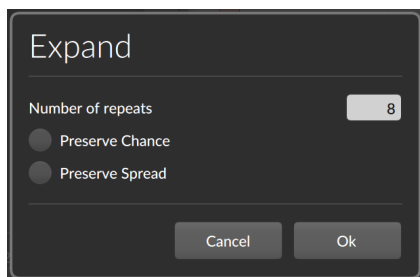 Expand
Number of repeats 8
Preserve Chance
Preserve Spread
Cancel Ok